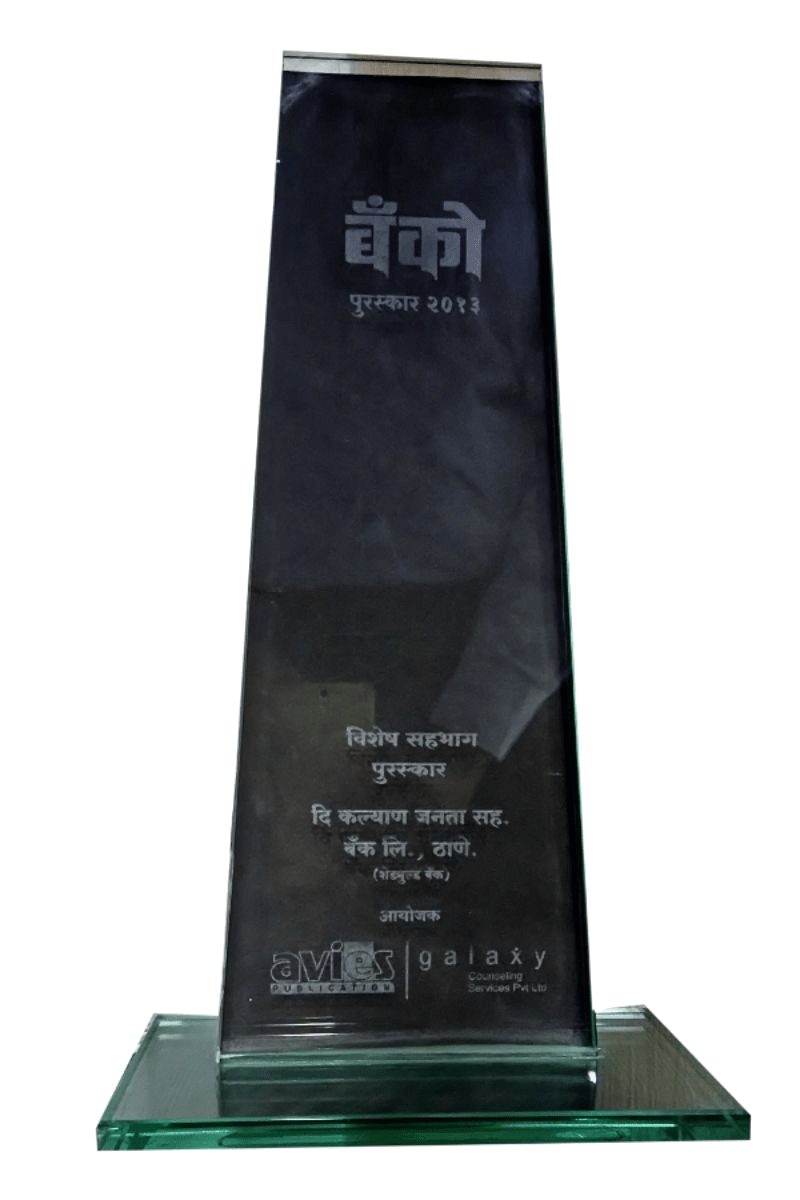 बँको
पुरस्कार २०१३
विशेष सहभाग
पुरस्कार
दि कल्याण जनता सह.
बँक लि., ठाणे.
(शेड्युल्ड बँक)
आयोजक
avies
PUBLICATION
galaxy
Counseling
Services Pvt Ltd